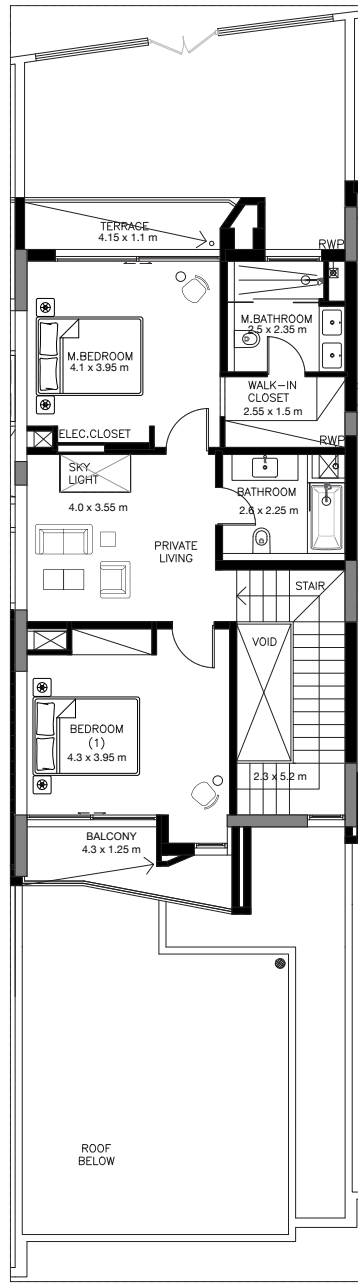 TERRACE
4.15 x 1.1 m
RWP
M.BATHROOM
2.5 x 2.35 m
M.BEDROOM
4.1 x 3.95 m
WALK-IN
CLOSET
2.55 x 1.5 m
ELEC.CLOSET
RWP
SKY
LIGHT
4.0 x 3.55 m
BATHROOM
2.6 x 2.25 m
PRIVATE
LIVING
STAIR
VOID
BEDROOM
(1)
4.3 x 3.95 m
2.3 x 5.2 m
BALCONY
4.3 x 1.25 m
ROOF
BELOW